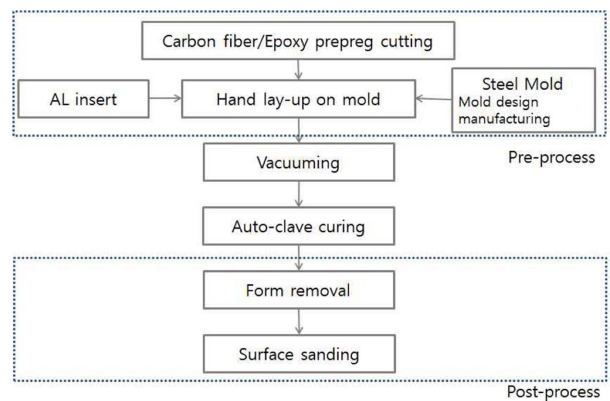 Carbon fiber/Epoxy prepreg cutting
AL insert
Hand lay-up on mold
Steel Mold
Mold design
manufacturing
Pre-process
Vacuuming
Auto-clave curing
Form removal
Surface sanding
Post-process